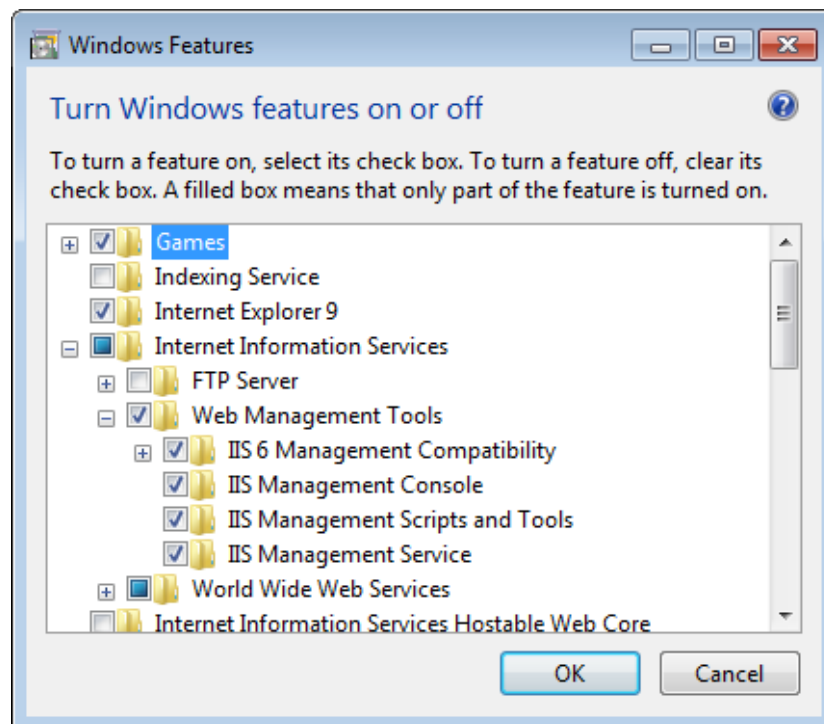 Windows Features
Turn Windows features on or off
To turn a feature on, select its check box. To turn a feature off, clear its
check box. A filled box means that only part of the feature is turned on.
Games
Indexing Service
Internet Explorer 9
Internet Information Services
FTP Server
Web Management Tools
IIS 6 Management Compatibility
IIS Management Console
IIS Management Scripts and Tools
IIS Management Service
World Wide Web Services
Internet Information Services Hostable Web Core
OK Cancel